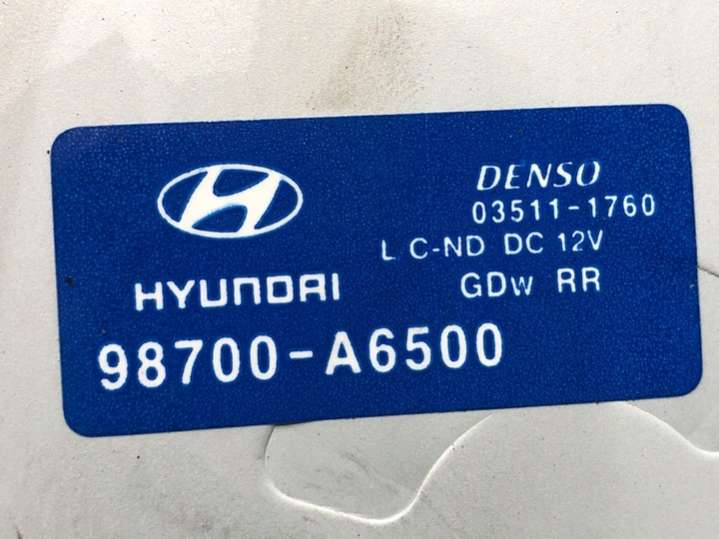 DENSO
03511-1760
L C-ND DC 12V
HYUNDAI GDW RR
98700-A6500